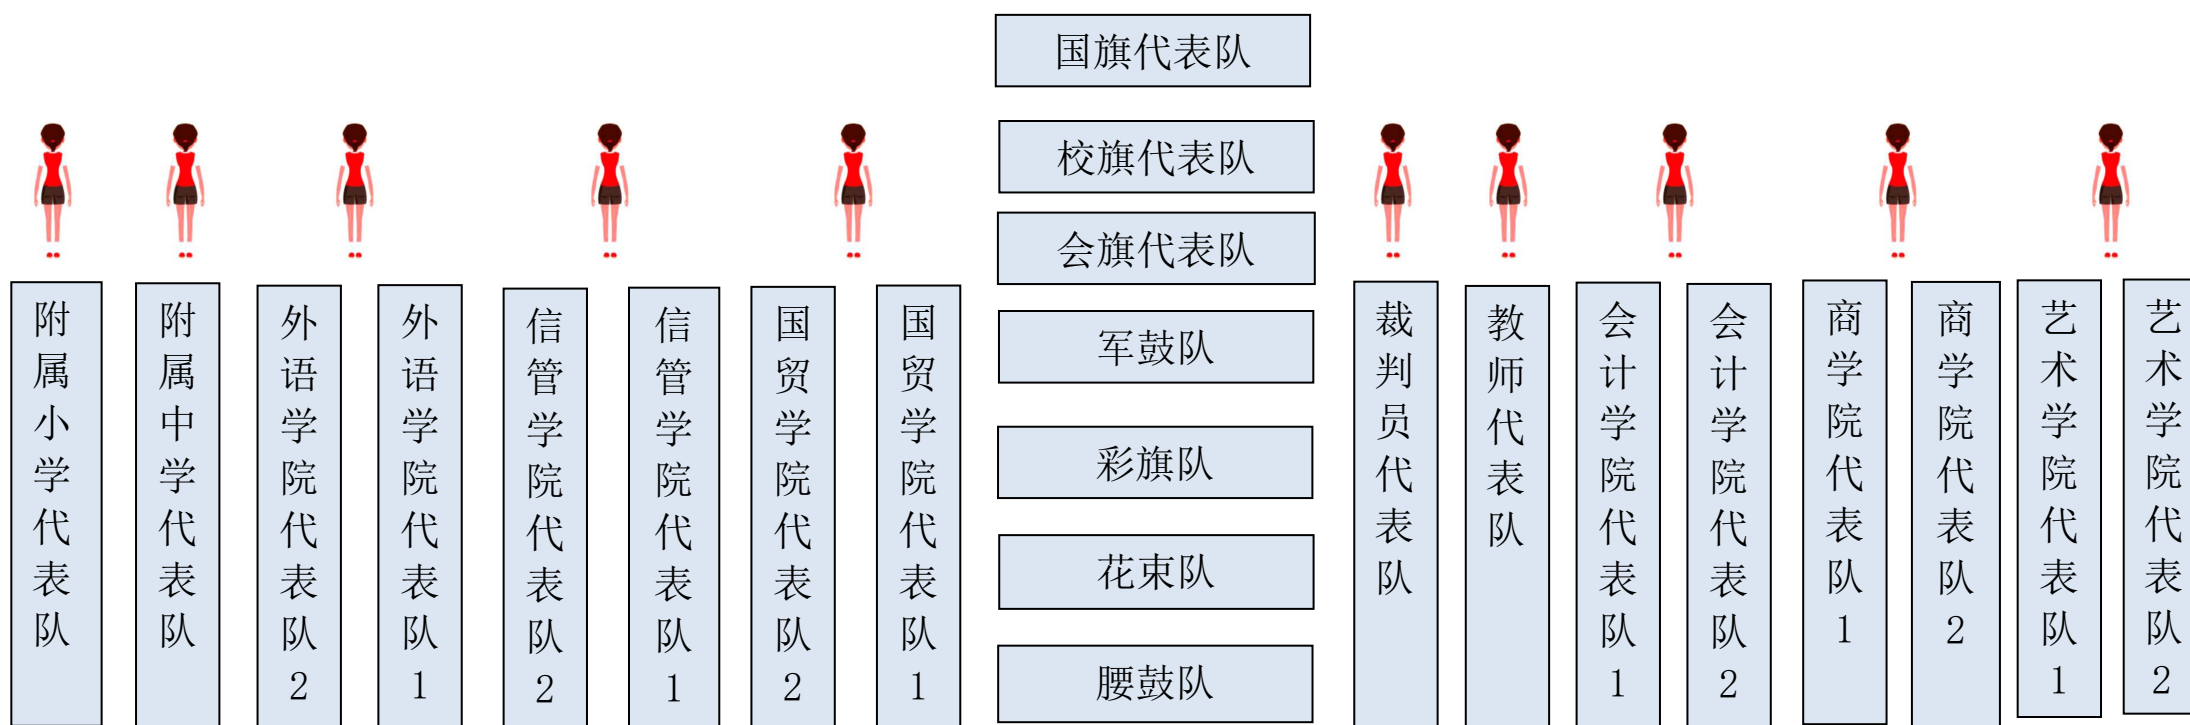 国旗代表队
校旗代表队
会旗代表队
军鼓队
彩旗队
花束队
腰鼓队
附属小学代表队
附属中学代表队
外语学院代表队2
外语学院代表队1
信管学院代表队2
信管学院代表队1
国贸学院代表队2
国贸学院代表队1
裁判员代表队
教师代表队
会计学院代表队1
会计学院代表队2
商学院代表队1
商学院代表队2
艺术学院代表队1
艺术学院代表队2